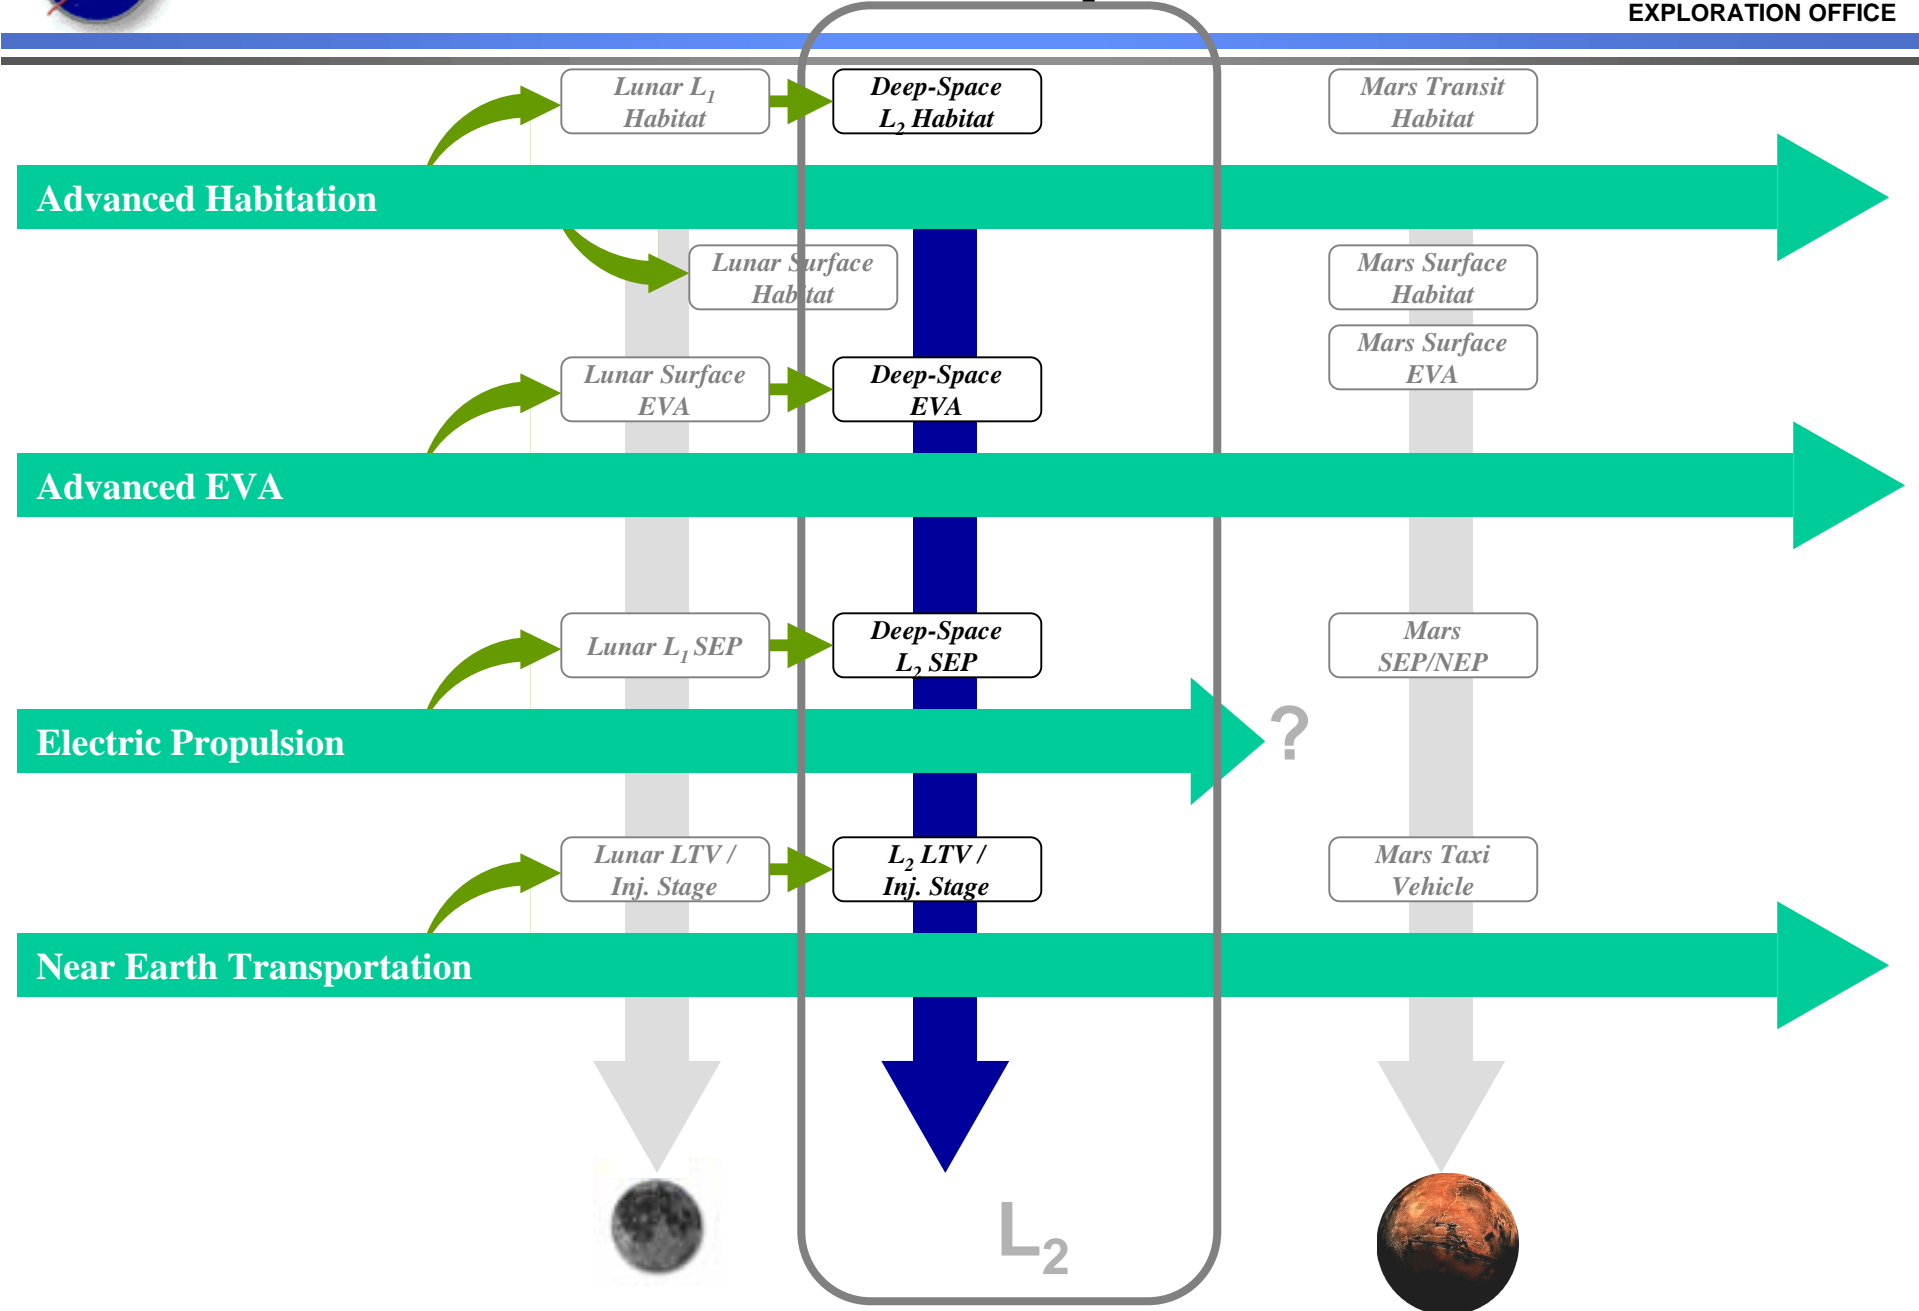 EXPLORATION OFFICE
Lunar L1
Habitat
Deep-Space
L2 Habitat
Mars Transit
Habitat
Advanced Habitation
Lunar Surface
Habitat
Mars Surface
Habitat
Mars Surface
EVA
Lunar Surface
EVA
Deep-Space
EVA
Advanced EVA
Lunar L1 SEP
Deep-Space
L2 SEP
Mars
SEP/NEP
Electric Propulsion
?
Lunar LTV /
Inj. Stage
L2 LTV /
Inj. Stage
Mars Taxi
Vehicle
Near Earth Transportation
L2